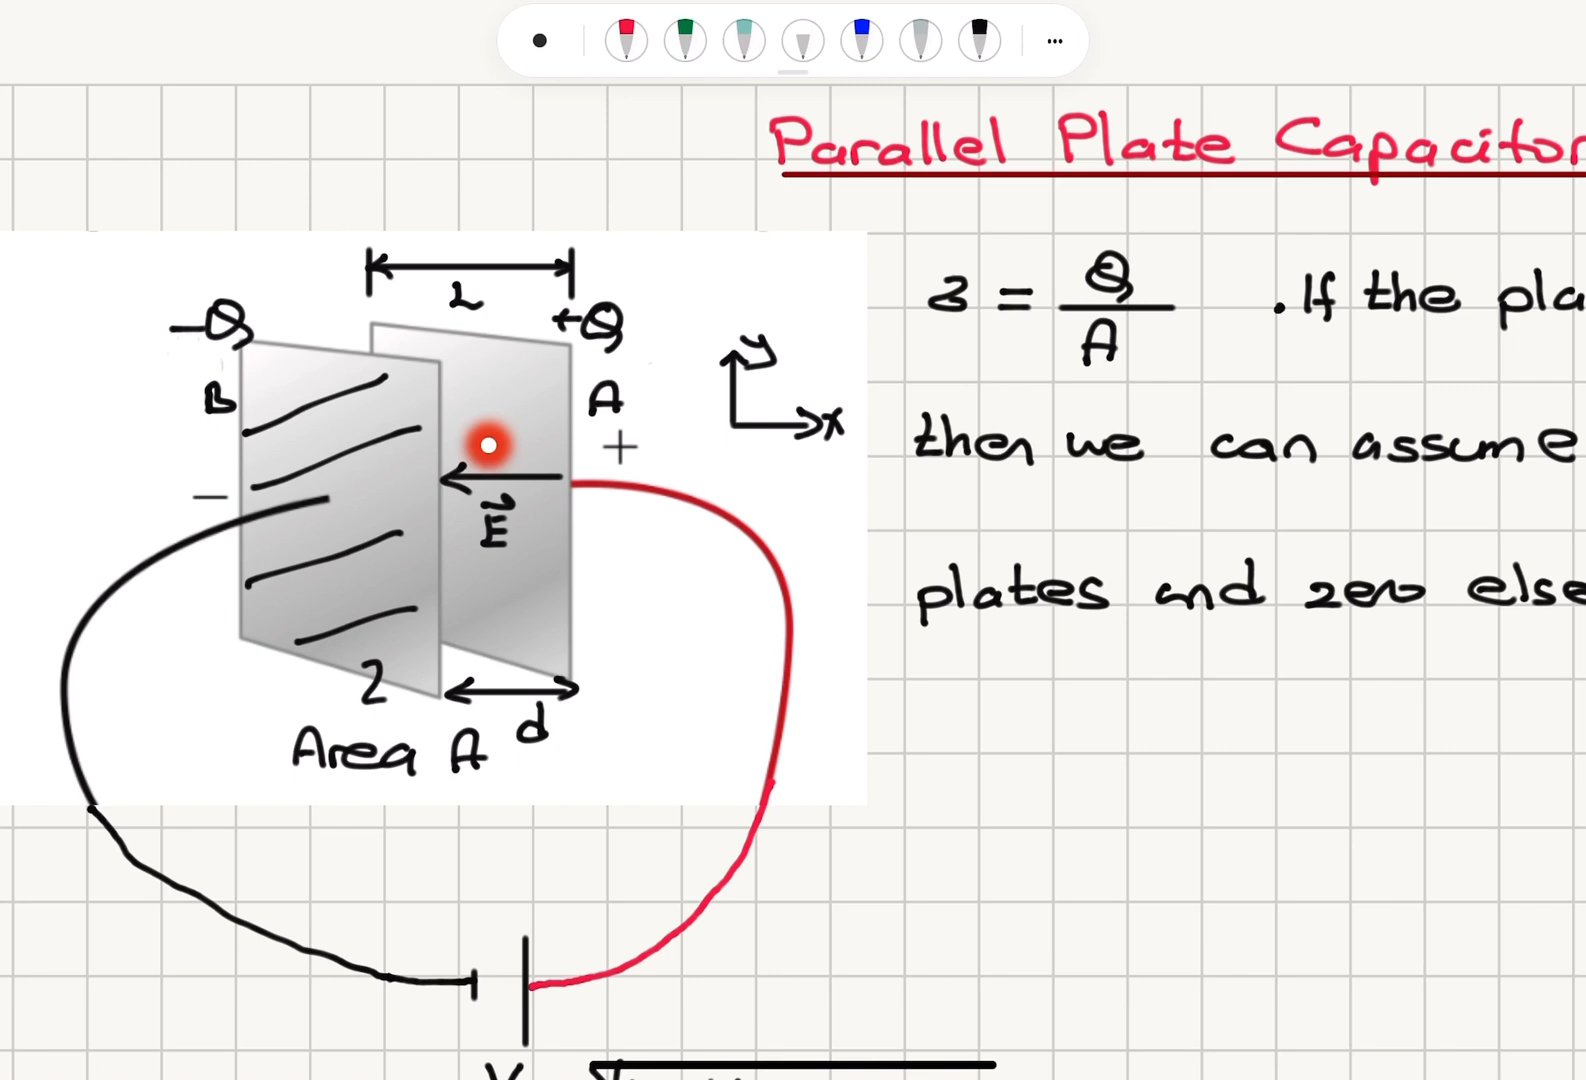 Parallel Plate Capacitor
L
-Q
+Q
B
A
y
x
+
-
E
d
2
Area A
σ = Q / A . If the pla
then we can assume
plates and zero else
V